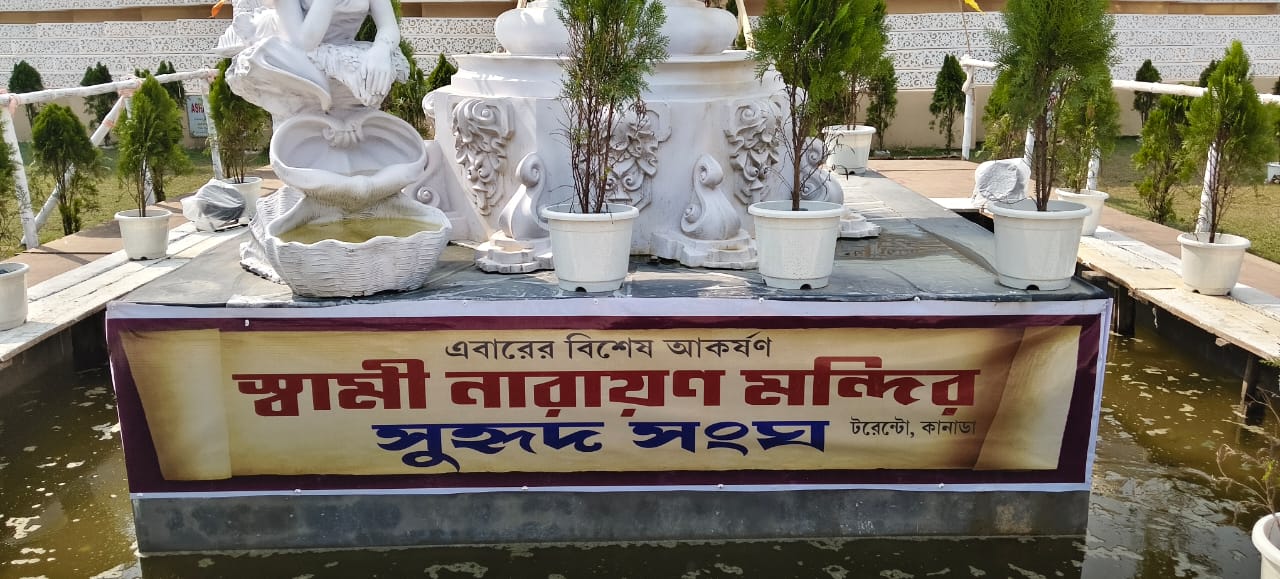 এবারের বিশেষ আকর্ষণ
স্বামী নারায়ণ মন্দির
টরেন্টো, কানাডা
সুহৃদ সংঘ